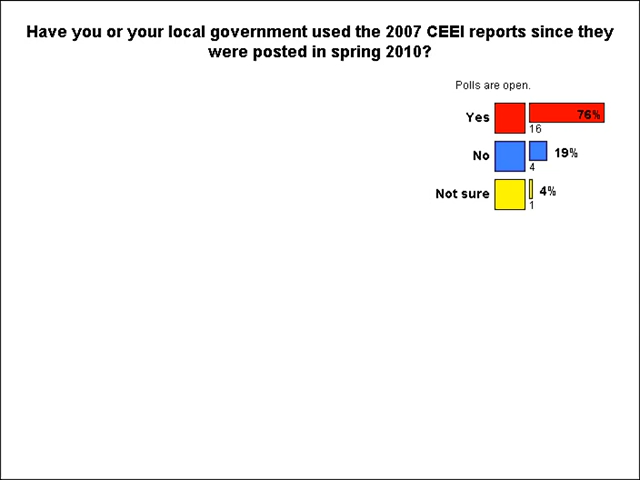 Have you or your local government used the 2007 CEEI reports since they
were posted in spring 2010?
Polls are open.
Yes 76%
16
No 19%
4
Not sure 4%
1